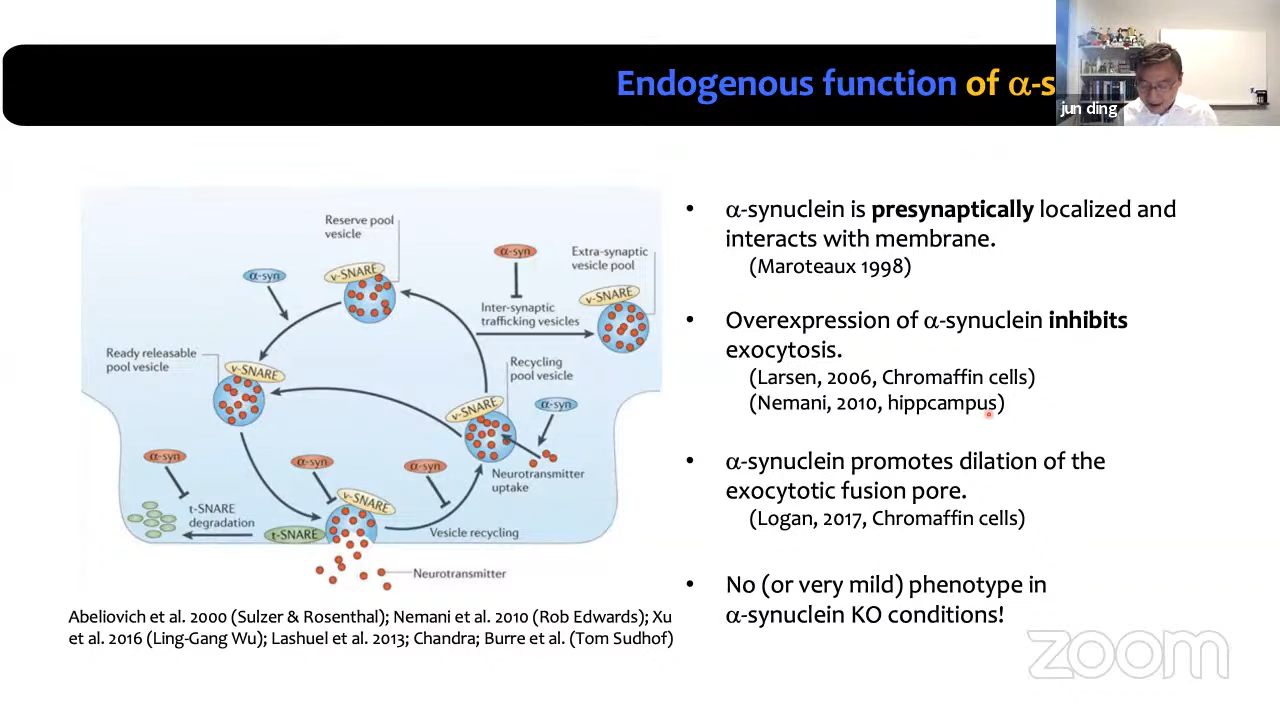 Endogenous function of α-s
jun ding
Reserve pool
vesicle
α-syn
v-SNARE
α-syn
Extra-synaptic
vesicle pool
v-SNARE
Inter-synaptic
trafficking vesicles
Ready releasable
pool vesicle
v-SNARE
Recycling
pool vesicle
v-SNARE
α-syn
α-syn
α-syn
α-syn
Neurotransmitter
uptake
v-SNARE
t-SNARE
degradation
t-SNARE
Vesicle recycling
Neurotransmitter
Abeliovich et al. 2000 (Sulzer & Rosenthal); Nemani et al. 2010 (Rob Edwards); Xu
et al. 2016 (Ling-Gang Wu); Lashuel et al. 2013; Chandra; Burre et al. (Tom Sudhof)
• α-synuclein is presynaptically localized and
interacts with membrane.
(Maroteaux 1998)
• Overexpression of α-synuclein inhibits
exocytosis.
(Larsen, 2006, Chromaffin cells)
(Nemani, 2010, hippcampus)
• α-synuclein promotes dilation of the
exocytotic fusion pore.
(Logan, 2017, Chromaffin cells)
• No (or very mild) phenotype in
α-synuclein KO conditions!
zoom